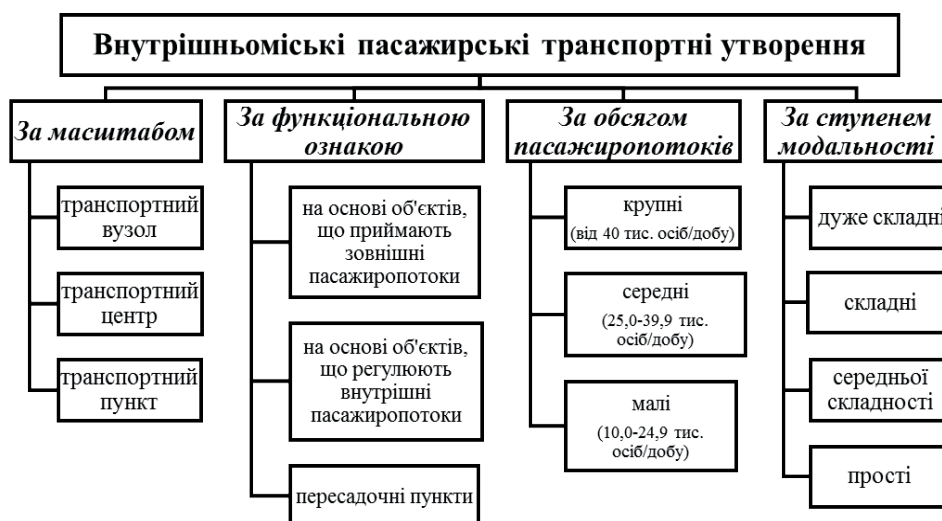 Внутрішньоміські пасажирські транспортні утворення
За масштабом
транспортний
вузол
транспортний
центр
транспортний
пункт
За функціональною
ознакою
на основі об'єктів,
що приймають
зовнішні
пасажиропотоки
на основі об'єктів,
що регулюють
внутрішні
пасажиропотоки
пересадочні пункти
За обсягом
пасажиропотоків
крупні
(від 40 тис. осіб/добу)
середні
(25,0-39,9 тис.
осіб/добу)
малі
(10,0-24,9 тис.
осіб/добу)
За ступенем
модальності
дуже складні
складні
середньої
складності
прості